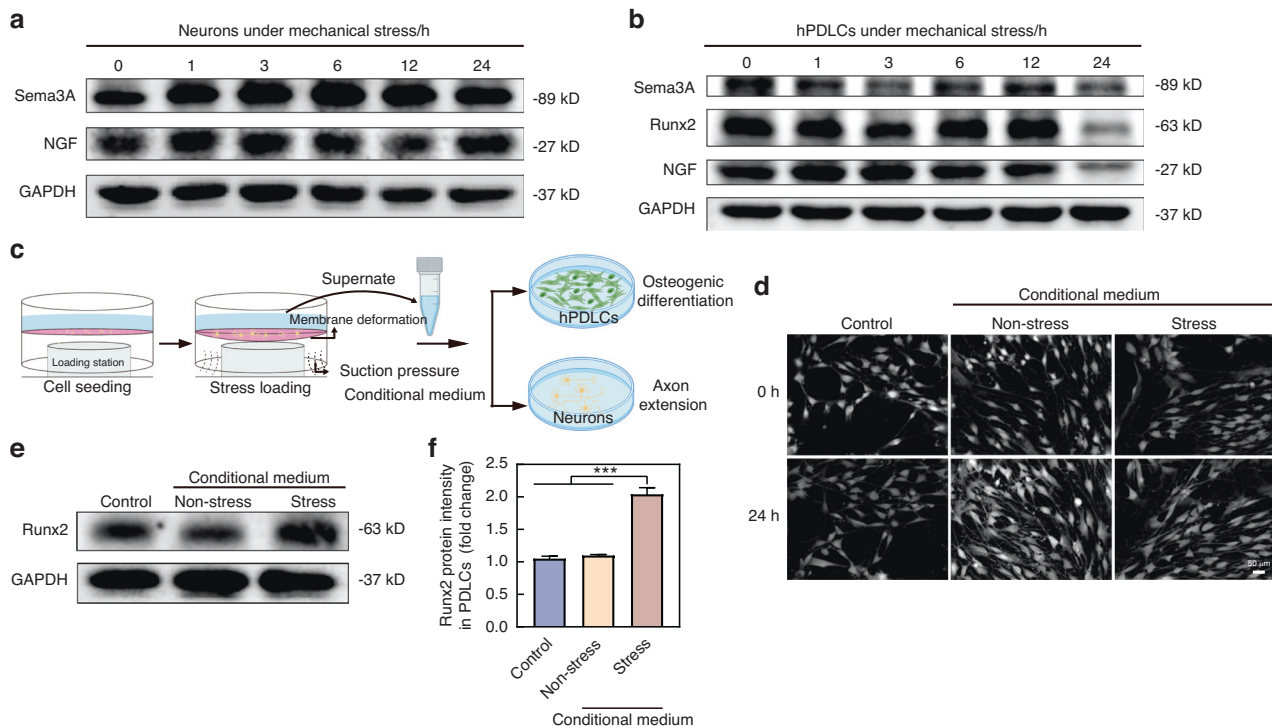 a
Neurons under mechanical stress/h
0 1 3 6 12 24
Sema3A -89 kD
NGF -27 kD
GAPDH -37 kD
b
hPDLCs under mechanical stress/h
0 1 3 6 12 24
Sema3A -89 kD
Runx2 -63 kD
NGF -27 kD
GAPDH -37 kD
c
Supernate
Membrane deformation
Loading station
Cell seeding
Stress loading
Suction pressure
Conditional medium
hPDLCs
Osteogenic
differentiation
Neurons
Axon
extension
d
Conditional medium
Control Non-stress Stress
0 h
24 h
50 μm
e
Conditional medium
Control Non-stress Stress
Runx2 -63 kD
GAPDH -37 kD
f
Runx2 protein intensity
in PDLCs (fold change)
2.5
2.0
1.5
1.0
0.5
0.0
***
Control
Non-stress
Stress
Conditional medium